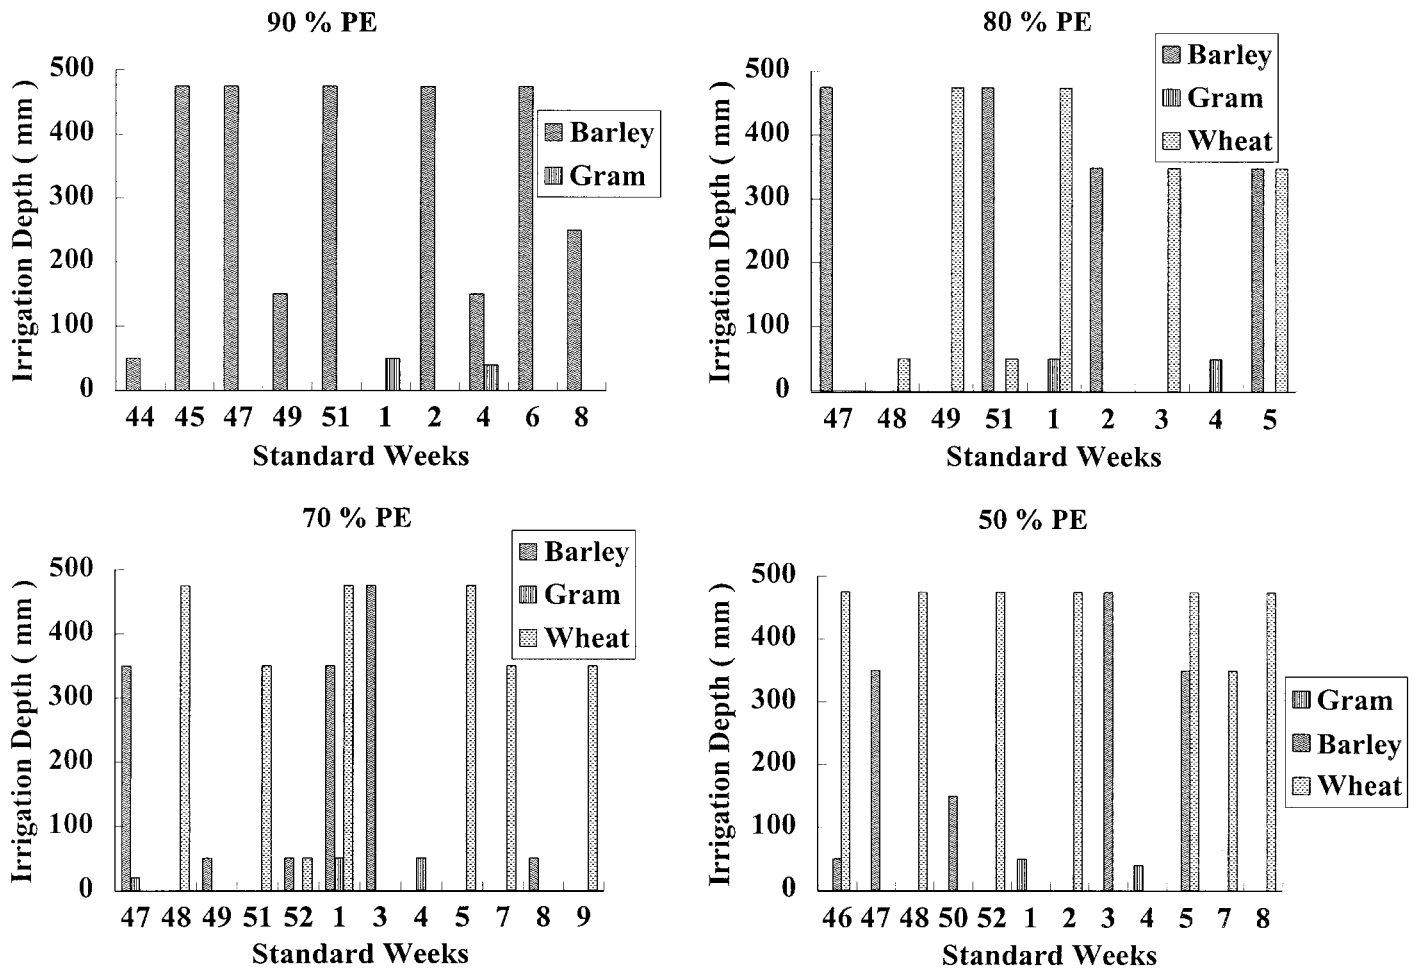 90 % PE
Irrigation Depth ( mm )
500
400
300
200
100
0
44 45 47 49 51 1 2 4 6 8
Standard Weeks
Barley
Gram
80 % PE
Irrigation Depth ( mm )
500
400
300
200
100
0
47 48 49 51 1 2 3 4 5
Standard Weeks
Barley
Gram
Wheat
70 % PE
Irrigation Depth ( mm )
500
400
300
200
100
0
47 48 49 51 52 1 3 4 5 7 8 9
Standard Weeks
Barley
Gram
Wheat
50 % PE
Irrigation Depth ( mm )
500
400
300
200
100
0
46 47 48 50 52 1 2 3 4 5 7 8
Standard Weeks
Gram
Barley
Wheat